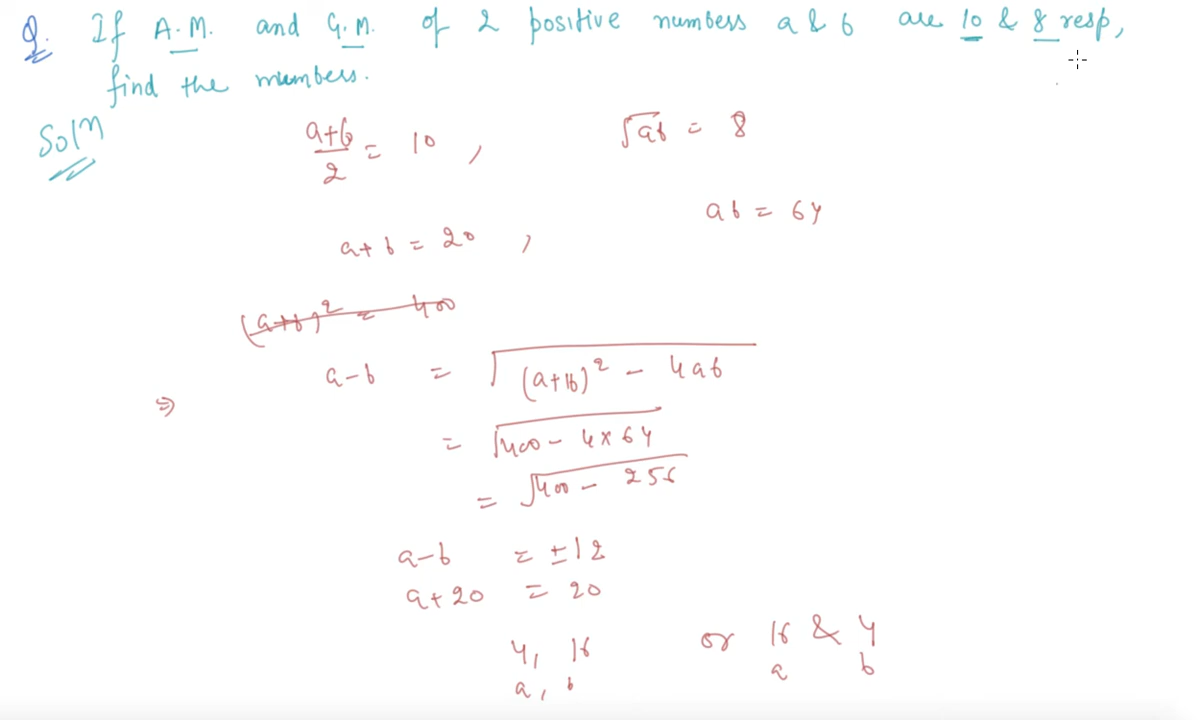 Q. If A.M. and G.M. of 2 positive numbers a & b are 10 & 8 resp,
find the numbers.
Soln
a+b/2 = 10 , √ab = 8
ab = 64
a+b = 20 ,
(a+b)² = 400
a-b = √(a+b)² - 4ab
⇒
= √400 - 4×64
= √400 - 256
a-b = ±12
a+20 = 20
4, 16 or 16 & 4
a, b a b